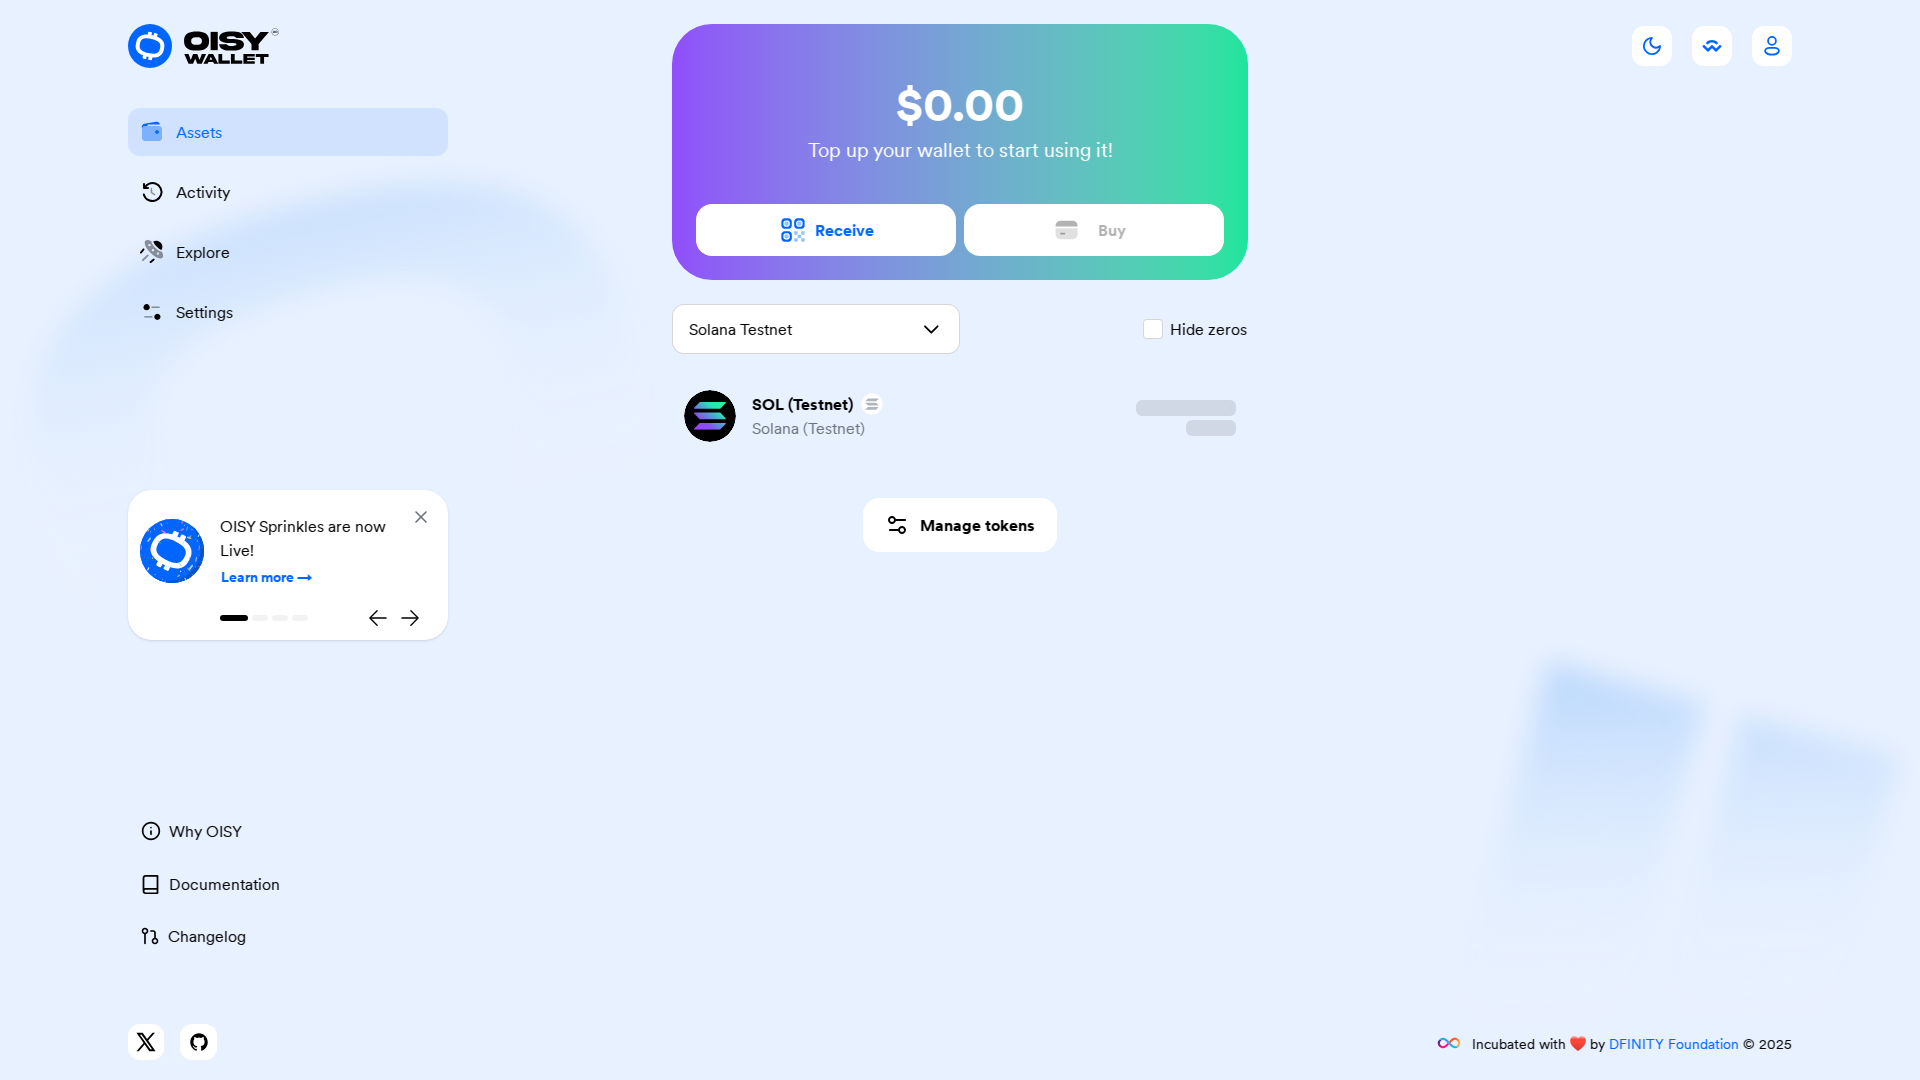 OISY
WALLET
Assets
Activity
Explore
Settings
OISY Sprinkles are now
Live!
Learn more
Why OISY
Documentation
Changelog
$0.00
Top up your wallet to start using it!
Receive
Buy
Solana Testnet
Hide zeros
SOL (Testnet)
Solana (Testnet)
Manage tokens
Incubated with ❤️ by DFINITY Foundation © 2025